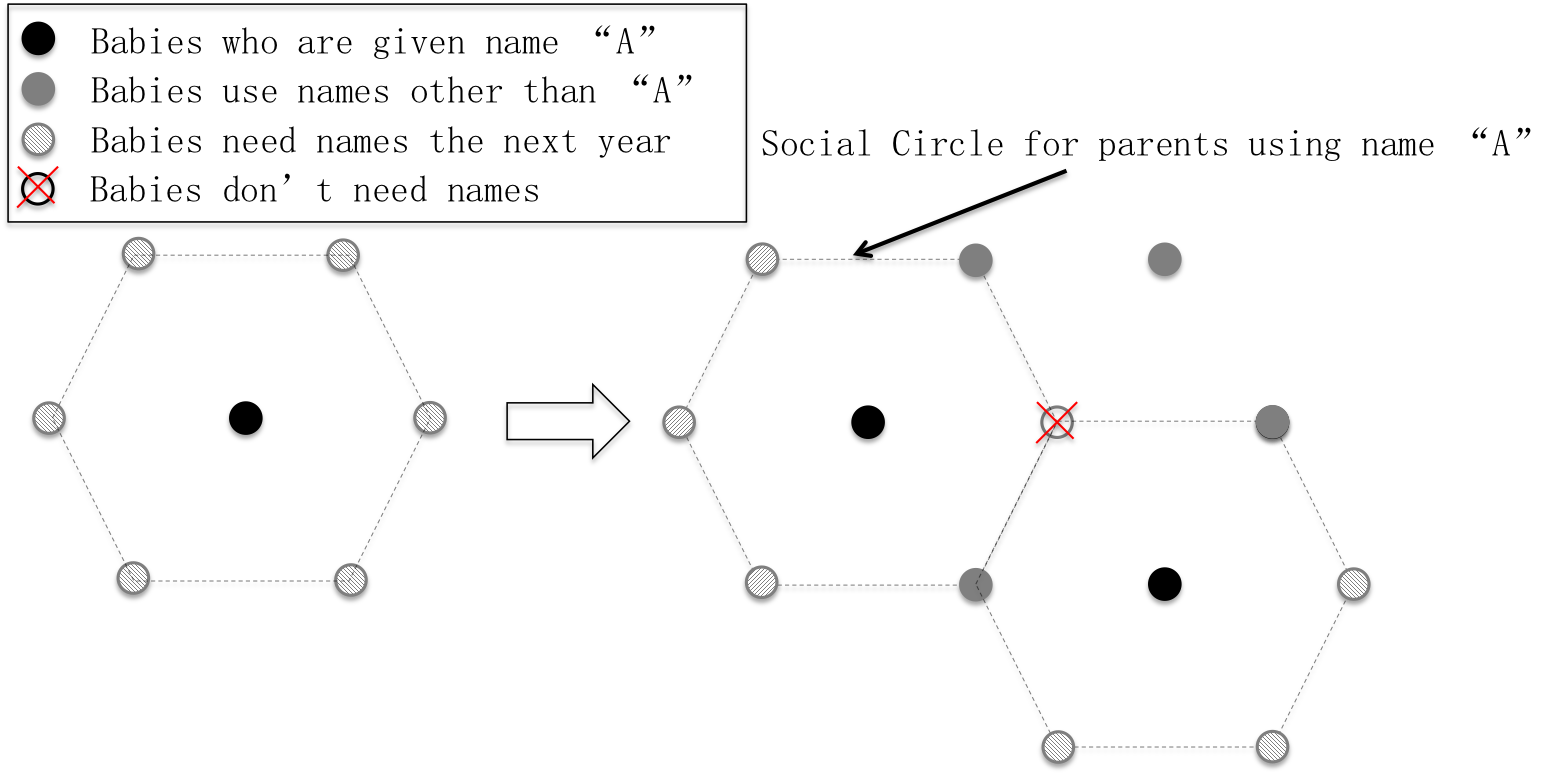 Babies who are given name “A”
Babies use names other than “A”
Babies need names the next year
Babies don’t need names
Social Circle for parents using name “A”